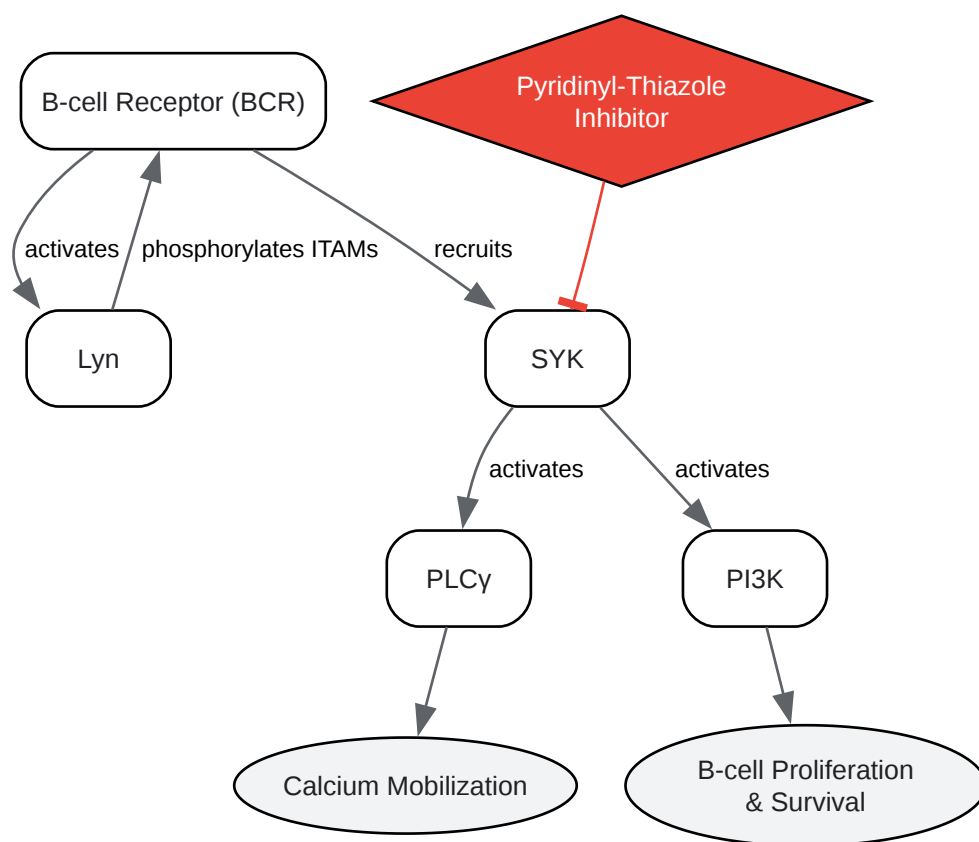 Pyridinyl-Thiazole
Inhibitor
B-cell Receptor (BCR)
activates
phosphorylates ITAMs
recruits
Lyn
SYK
activates
activates
PLCγ
PI3K
Calcium Mobilization
B-cell Proliferation
& Survival